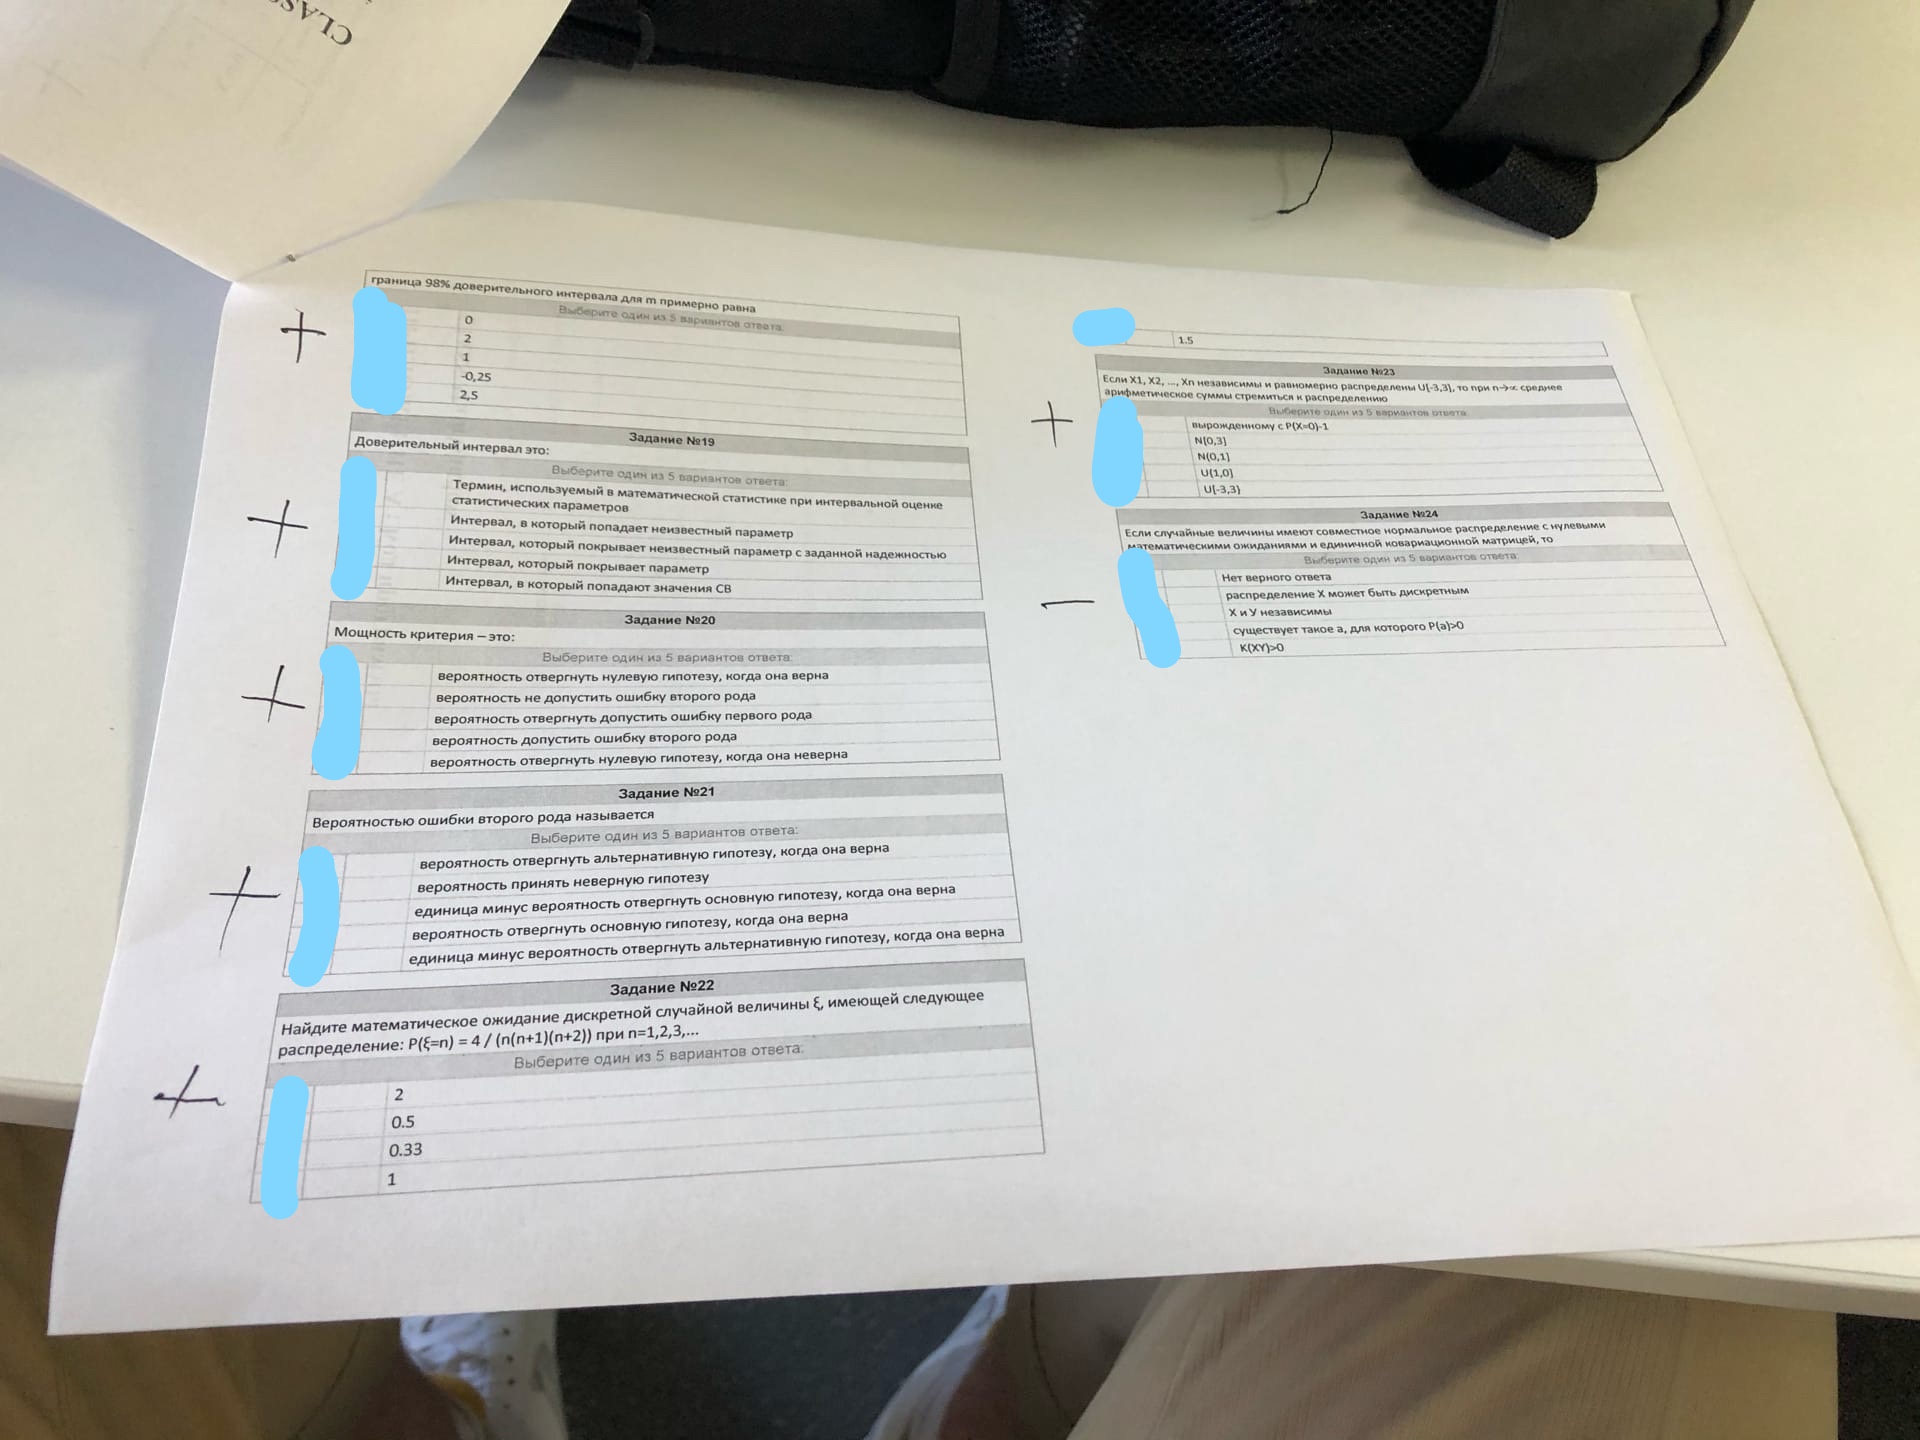 CLAS
граница 98% доверительного интервала для m примерно равна
Выберите один из 5 вариантов ответа:
0
2
1
-0,25
2,5
Задание №19
Доверительный интервал это:
Выберите один из 5 вариантов ответа:
Термин, используемый в математической статистике при интервальной оценке
статистических параметров
Интервал, в который попадает неизвестный параметр
Интервал, который покрывает неизвестный параметр с заданной надежностью
Интервал, который покрывает параметр
Интервал, в который попадают значения СВ
Задание №20
Мощность критерия – это:
Выберите один из 5 вариантов ответа:
вероятность отвергнуть нулевую гипотезу, когда она верна
вероятность не допустить ошибку второго рода
вероятность отвергнуть допустить ошибку первого рода
вероятность допустить ошибку второго рода
вероятность отвергнуть нулевую гипотезу, когда она неверна
Задание №21
Вероятностью ошибки второго рода называется
Выберите один из 5 вариантов ответа:
вероятность отвергнуть альтернативную гипотезу, когда она верна
вероятность принять неверную гипотезу
единица минус вероятность отвергнуть основную гипотезу, когда она верна
вероятность отвергнуть основную гипотезу, когда она верна
единица минус вероятность отвергнуть альтернативную гипотезу, когда она верна
Задание №22
Найдите математическое ожидание дискретной случайной величины ξ, имеющей следующее
распределение: P(ξ=n) = 4 / (n(n+1)(n+2)) при n=1,2,3,...
Выберите один из 5 вариантов ответа:
2
0.5
0.33
1
1.5
Задание №23
Если X1, X2, ..., Xn независимы и равномерно распределены U[-3,3], то при n→∝ среднее
арифметическое суммы стремиться к распределению
Выберите один из 5 вариантов ответа:
вырожденному с P(X=0)-1
N[0,3]
N(0,1]
U(1,0]
U[-3,3}
Задание №24
Если случайные величины имеют совместное нормальное распределение с нулевыми
математическими ожиданиями и единичной ковариационной матрицей, то
Выберите один из 5 вариантов ответа:
Нет верного ответа
распределение X может быть дискретным
X и У независимы
существует такое a, для которого P(a)>0
K(XY)>0